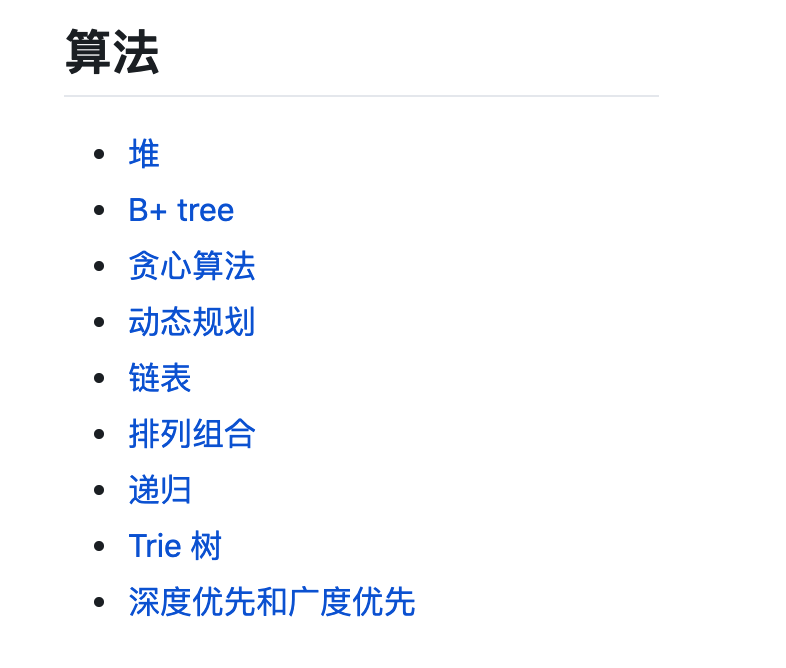 算法
堆
B+ tree
贪心算法
动态规划
链表
排列组合
递归
Trie 树
深度优先和广度优先